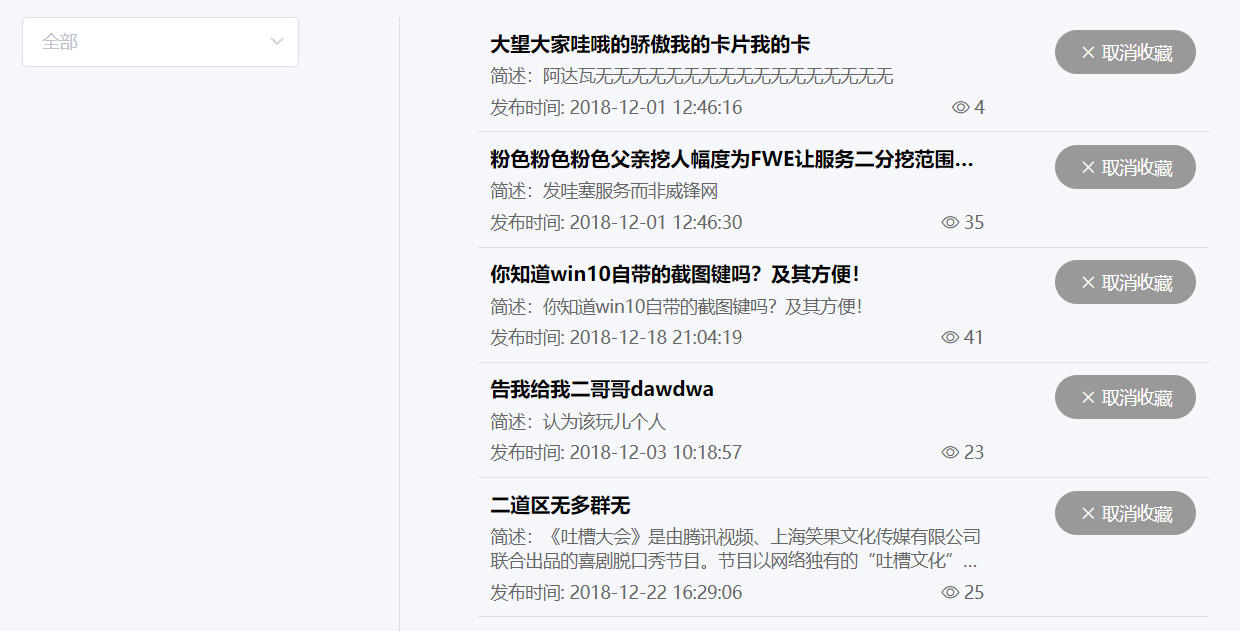 全部
大望大家哇哦的骄傲我的卡片我的卡
取消收藏
简述：阿达瓦无无无无无无无无无无无无无无无无无
发布时间: 2018-12-01 12:46:16
4
粉色粉色粉色父亲挖人幅度为FWE让服务二分挖范围...
取消收藏
简述：发哇塞服务而非威锋网
发布时间: 2018-12-01 12:46:30
35
你知道win10自带的截图键吗？及其方便！
取消收藏
简述：你知道win10自带的截图键吗？及其方便！
发布时间: 2018-12-18 21:04:19
41
告我给我二哥哥dawdwa
取消收藏
简述：认为该玩儿个人
发布时间: 2018-12-03 10:18:57
23
二道区无多群无
取消收藏
简述：《吐槽大会》是由腾讯视频、上海笑果文化传媒有限公司
联合出品的喜剧脱口秀节目。节目以网络独有的“吐槽文化”...
发布时间: 2018-12-22 16:29:06
25